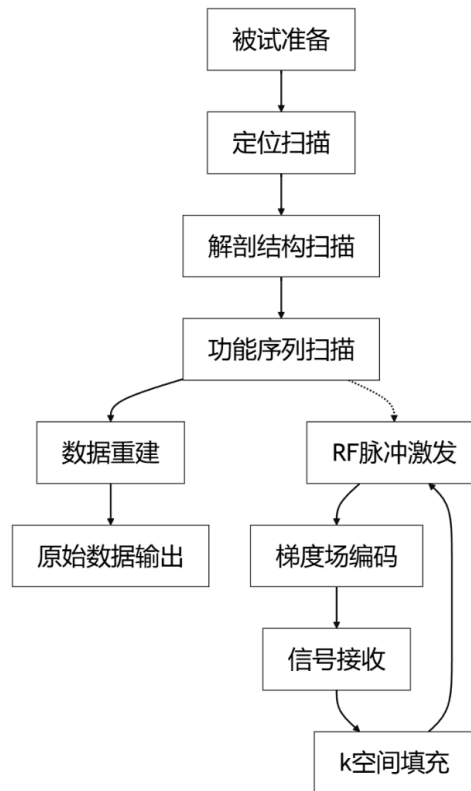 被试准备
定位扫描
解剖结构扫描
功能序列扫描
数据重建
RF脉冲激发
原始数据输出
梯度场编码
信号接收
k空间填充